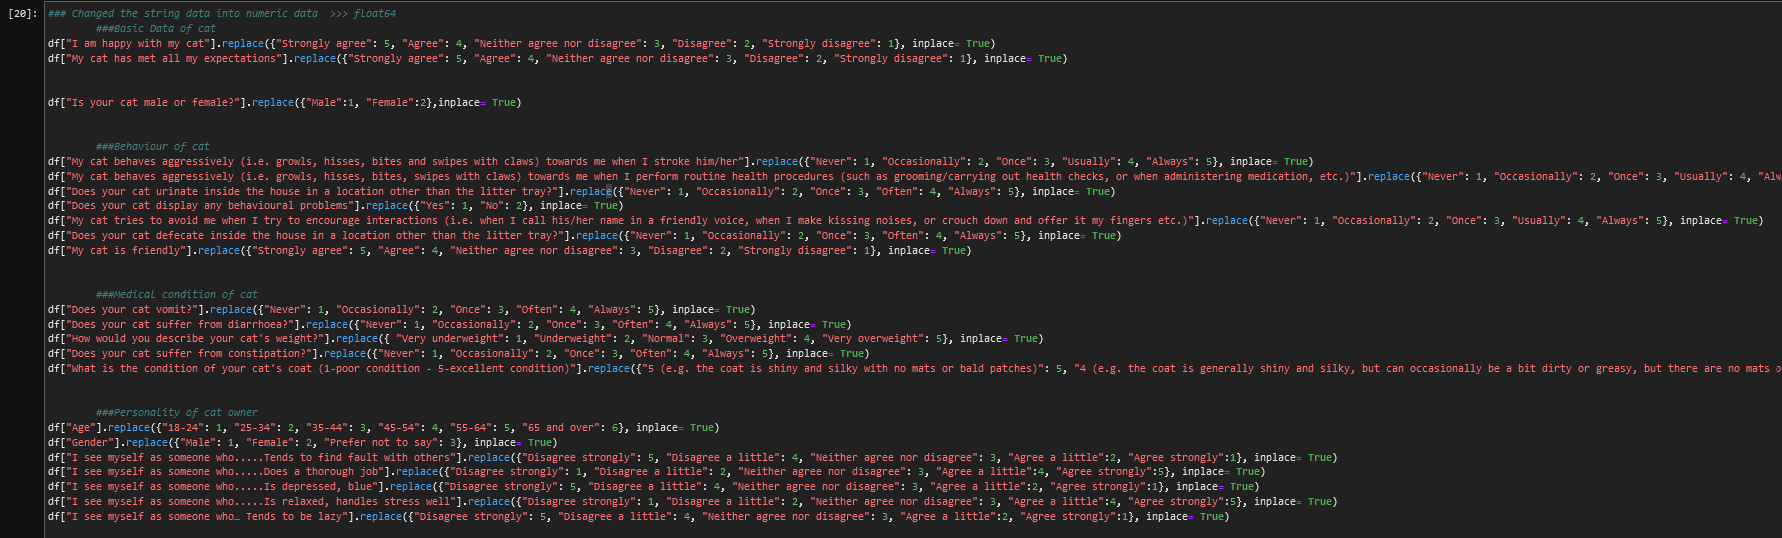 [20]: ### Changed the string data into numeric data  >>> float64
###Basic Data of cat
df["I am happy with my cat"].replace({"Strongly agree": 5, "Agree": 4, "Neither agree nor disagree": 3, "Disagree": 2, "Strongly disagree": 1}, inplace= True)
df["My cat has met all my expectations"].replace({"Strongly agree": 5, "Agree": 4, "Neither agree nor disagree": 3, "Disagree": 2, "Strongly disagree": 1}, inplace= True)
df["Is your cat male or female?"].replace({"Male":1, "Female":2},inplace= True)
###Behaviour of cat
df["My cat behaves aggressively (i.e. growls, hisses, bites and swipes with claws) towards me when I stroke him/her"].replace({"Never": 1, "Occasionally": 2, "Once": 3, "Usually": 4, "Always": 5}, inplace= True)
df["My cat behaves aggressively (i.e. growls, hisses, bites, swipes with claws) towards me when I perform routine health procedures (such as grooming/carrying out health checks, or when administering medication, etc.)"].replace({"Never": 1, "Occasionally": 2, "Once": 3, "Usually": 4, "Alw
df["Does your cat urinate inside the house in a location other than the litter tray?"].replace({"Never": 1, "Occasionally": 2, "Once": 3, "Often": 4, "Always": 5}, inplace= True)
df["Does your cat display any behavioural problems"].replace({"Yes": 1, "No": 2}, inplace= True)
df["My cat tries to avoid me when I try to encourage interactions (i.e. when I call his/her name in a friendly voice, when I make kissing noises, or crouch down and offer it my fingers etc.)"].replace({"Never": 1, "Occasionally": 2, "Once": 3, "Usually": 4, "Always": 5}, inplace= True)
df["Does your cat defecate inside the house in a location other than the litter tray?"].replace({"Never": 1, "Occasionally": 2, "Once": 3, "Often": 4, "Always": 5}, inplace= True)
df["My cat is friendly"].replace({"Strongly agree": 5, "Agree": 4, "Neither agree nor disagree": 3, "Disagree": 2, "Strongly disagree": 1}, inplace= True)
###Medical condition of cat
df["Does your cat vomit?"].replace({"Never": 1, "Occasionally": 2, "Once": 3, "Often": 4, "Always": 5}, inplace= True)
df["Does your cat suffer from diarrhoea?"].replace({"Never": 1, "Occasionally": 2, "Once": 3, "Often": 4, "Always": 5}, inplace= True)
df["How would you describe your cat's weight?"].replace({ "Very underweight": 1, "Underweight": 2, "Normal": 3, "Overweight": 4, "Very overweight": 5}, inplace= True)
df["Does your cat suffer from constipation?"].replace({"Never": 1, "Occasionally": 2, "Once": 3, "Often": 4, "Always": 5}, inplace= True)
df["What is the condition of your cat's coat (1-poor condition - 5-excellent condition)"].replace({"5 (e.g. the coat is shiny and silky with no mats or bald patches)": 5, "4 (e.g. the coat is generally shiny and silky, but can occasionally be a bit dirty or greasy, but there are no mats o
###Personality of cat owner
df["Age"].replace({"18-24": 1, "25-34": 2, "35-44": 3, "45-54": 4, "55-64": 5, "65 and over": 6}, inplace= True)
df["Gender"].replace({"Male": 1, "Female": 2, "Prefer not to say": 3}, inplace= True)
df["I see myself as someone who.....Tends to find fault with others"].replace({"Disagree strongly": 5, "Disagree a little": 4, "Neither agree nor disagree": 3, "Agree a little":2, "Agree strongly":1}, inplace= True)
df["I see myself as someone who.....Does a thorough job"].replace({"Disagree strongly": 1, "Disagree a little": 2, "Neither agree nor disagree": 3, "Agree a little":4, "Agree strongly":5}, inplace= True)
df["I see myself as someone who.....Is depressed, blue"].replace({"Disagree strongly": 5, "Disagree a little": 4, "Neither agree nor disagree": 3, "Agree a little":2, "Agree strongly":1}, inplace= True)
df["I see myself as someone who.....Is relaxed, handles stress well"].replace({"Disagree strongly": 1, "Disagree a little": 2, "Neither agree nor disagree": 3, "Agree a little":4, "Agree strongly":5}, inplace= True)
df["I see myself as someone who… Tends to be lazy"].replace({"Disagree strongly": 5, "Disagree a little": 4, "Neither agree nor disagree": 3, "Agree a little":2, "Agree strongly":1}, inplace= True)